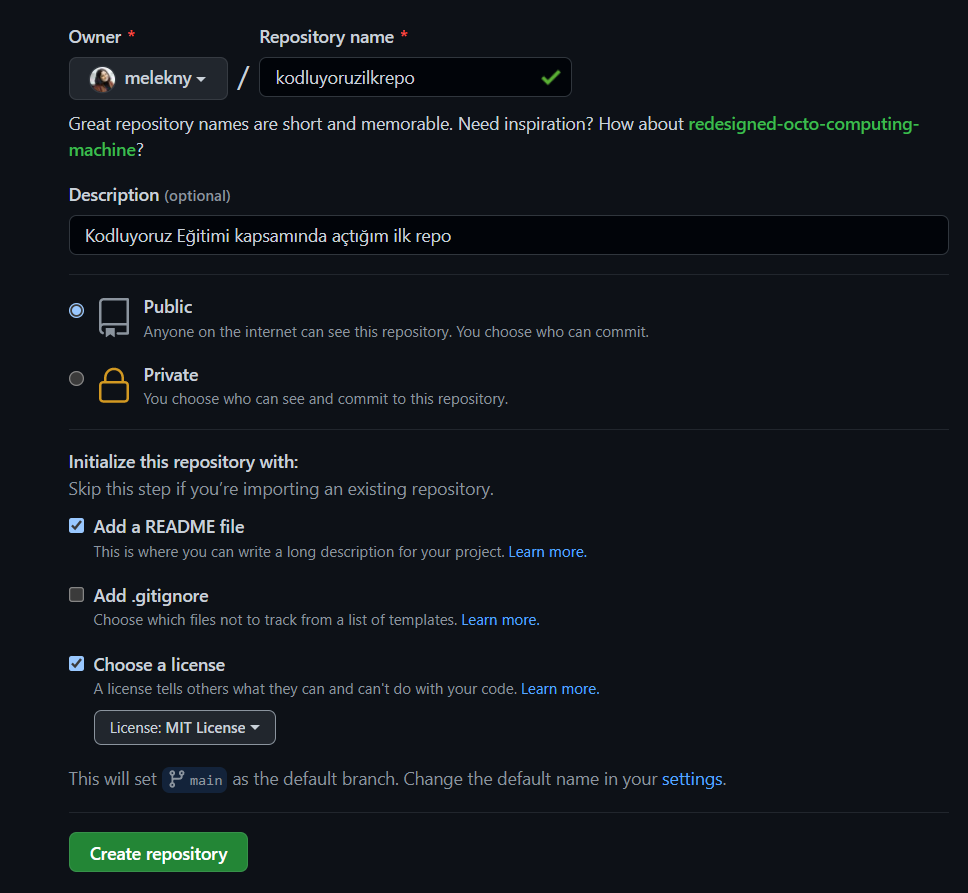 Owner * Repository name *
melekny / kodluyoruzilkrepo
Great repository names are short and memorable. Need inspiration? How about redesigned-octo-computing-
machine?
Description (optional)
Kodluyoruz Eğitimi kapsamında açtığım ilk repo
Public
Anyone on the internet can see this repository. You choose who can commit.
Private
You choose who can see and commit to this repository.
Initialize this repository with:
Skip this step if you’re importing an existing repository.
Add a README file
This is where you can write a long description for your project. Learn more.
Add .gitignore
Choose which files not to track from a list of templates. Learn more.
Choose a license
A license tells others what they can and can't do with your code. Learn more.
License: MIT License
This will set main as the default branch. Change the default name in your settings.
Create repository